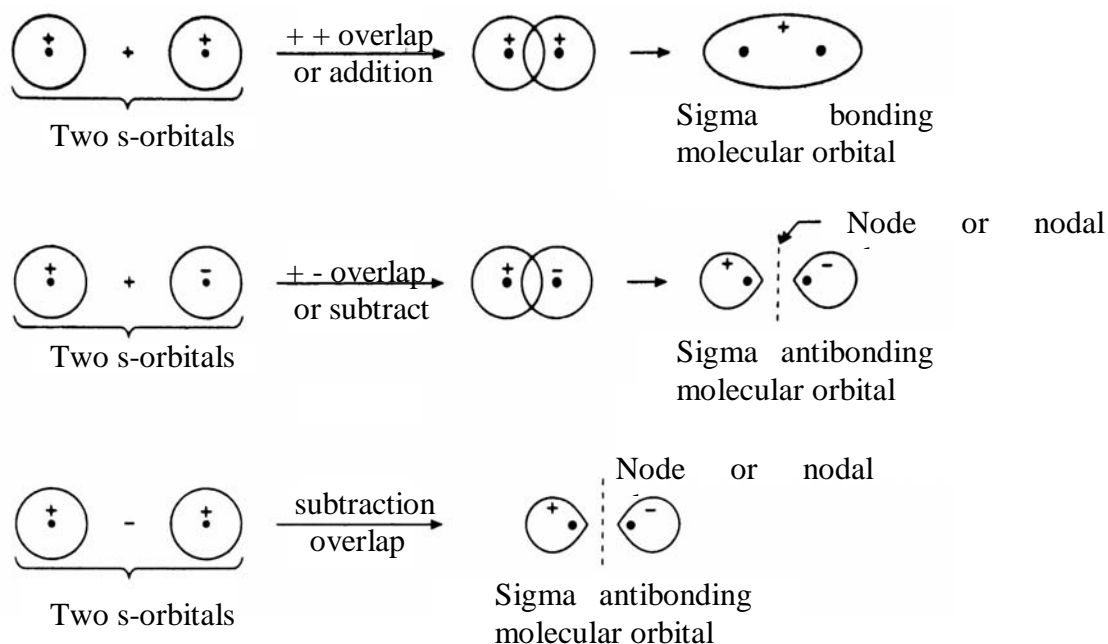 + + +
+ + overlap
or addition
+ +
+
Two s-orbitals
Sigma bonding
molecular orbital
Node or nodal
+ + -
+ - overlap
or subtract
+ -
+ -
Two s-orbitals
Sigma antibonding
molecular orbital
Node or nodal
+ - +
subtraction
overlap
+ -
Two s-orbitals
Sigma antibonding
molecular orbital